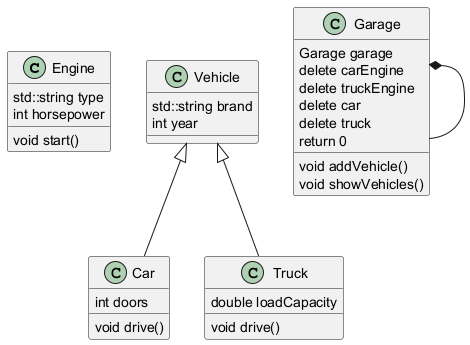 C Engine
std::string type
int horsepower
void start()
C Vehicle
std::string brand
int year
C Garage
Garage garage
delete carEngine
delete truckEngine
delete car
delete truck
return 0
void addVehicle()
void showVehicles()
C Car
int doors
void drive()
C Truck
double loadCapacity
void drive()